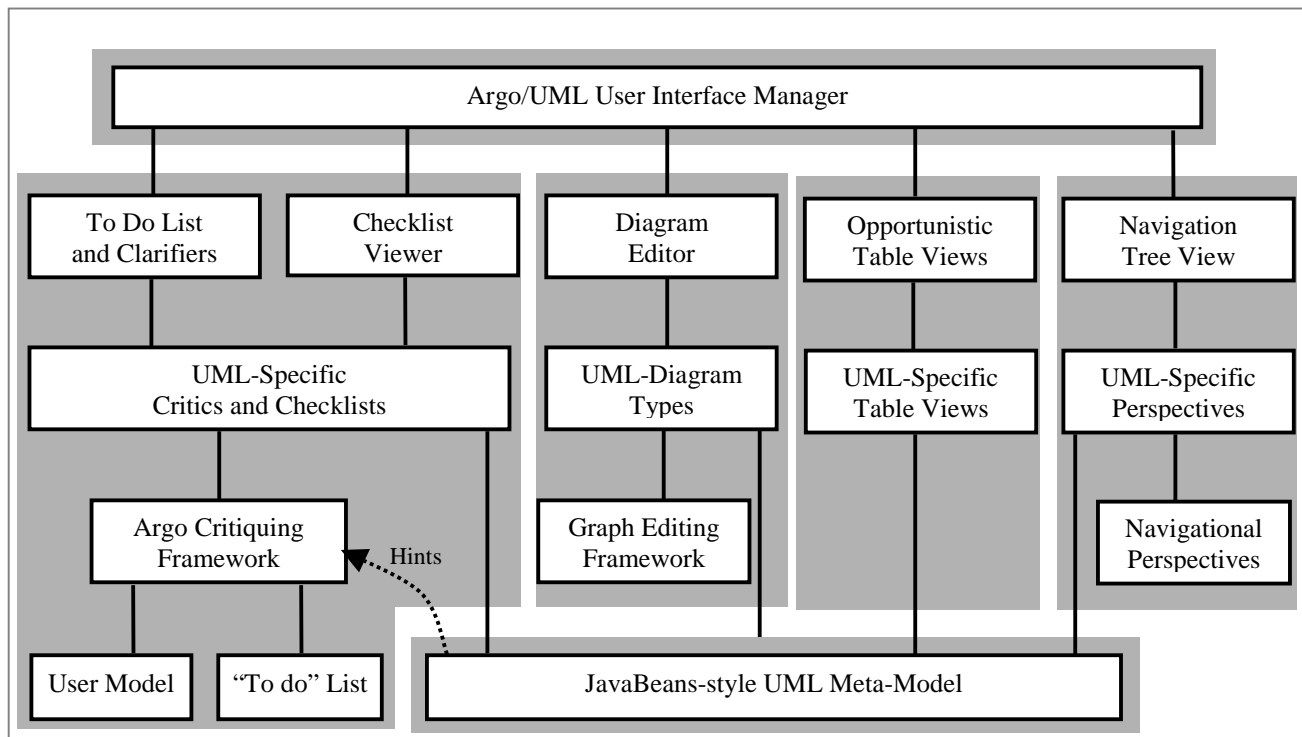 Argo/UML User Interface Manager
To Do List
and Clarifiers
Checklist
Viewer
Diagram
Editor
Opportunistic
Table Views
Navigation
Tree View
UML-Specific
Critics and Checklists
UML-Diagram
Types
UML-Specific
Table Views
UML-Specific
Perspectives
Argo Critiquing
Framework
Hints
Graph Editing
Framework
Navigational
Perspectives
User Model
“To do” List
JavaBeans-style UML Meta-Model